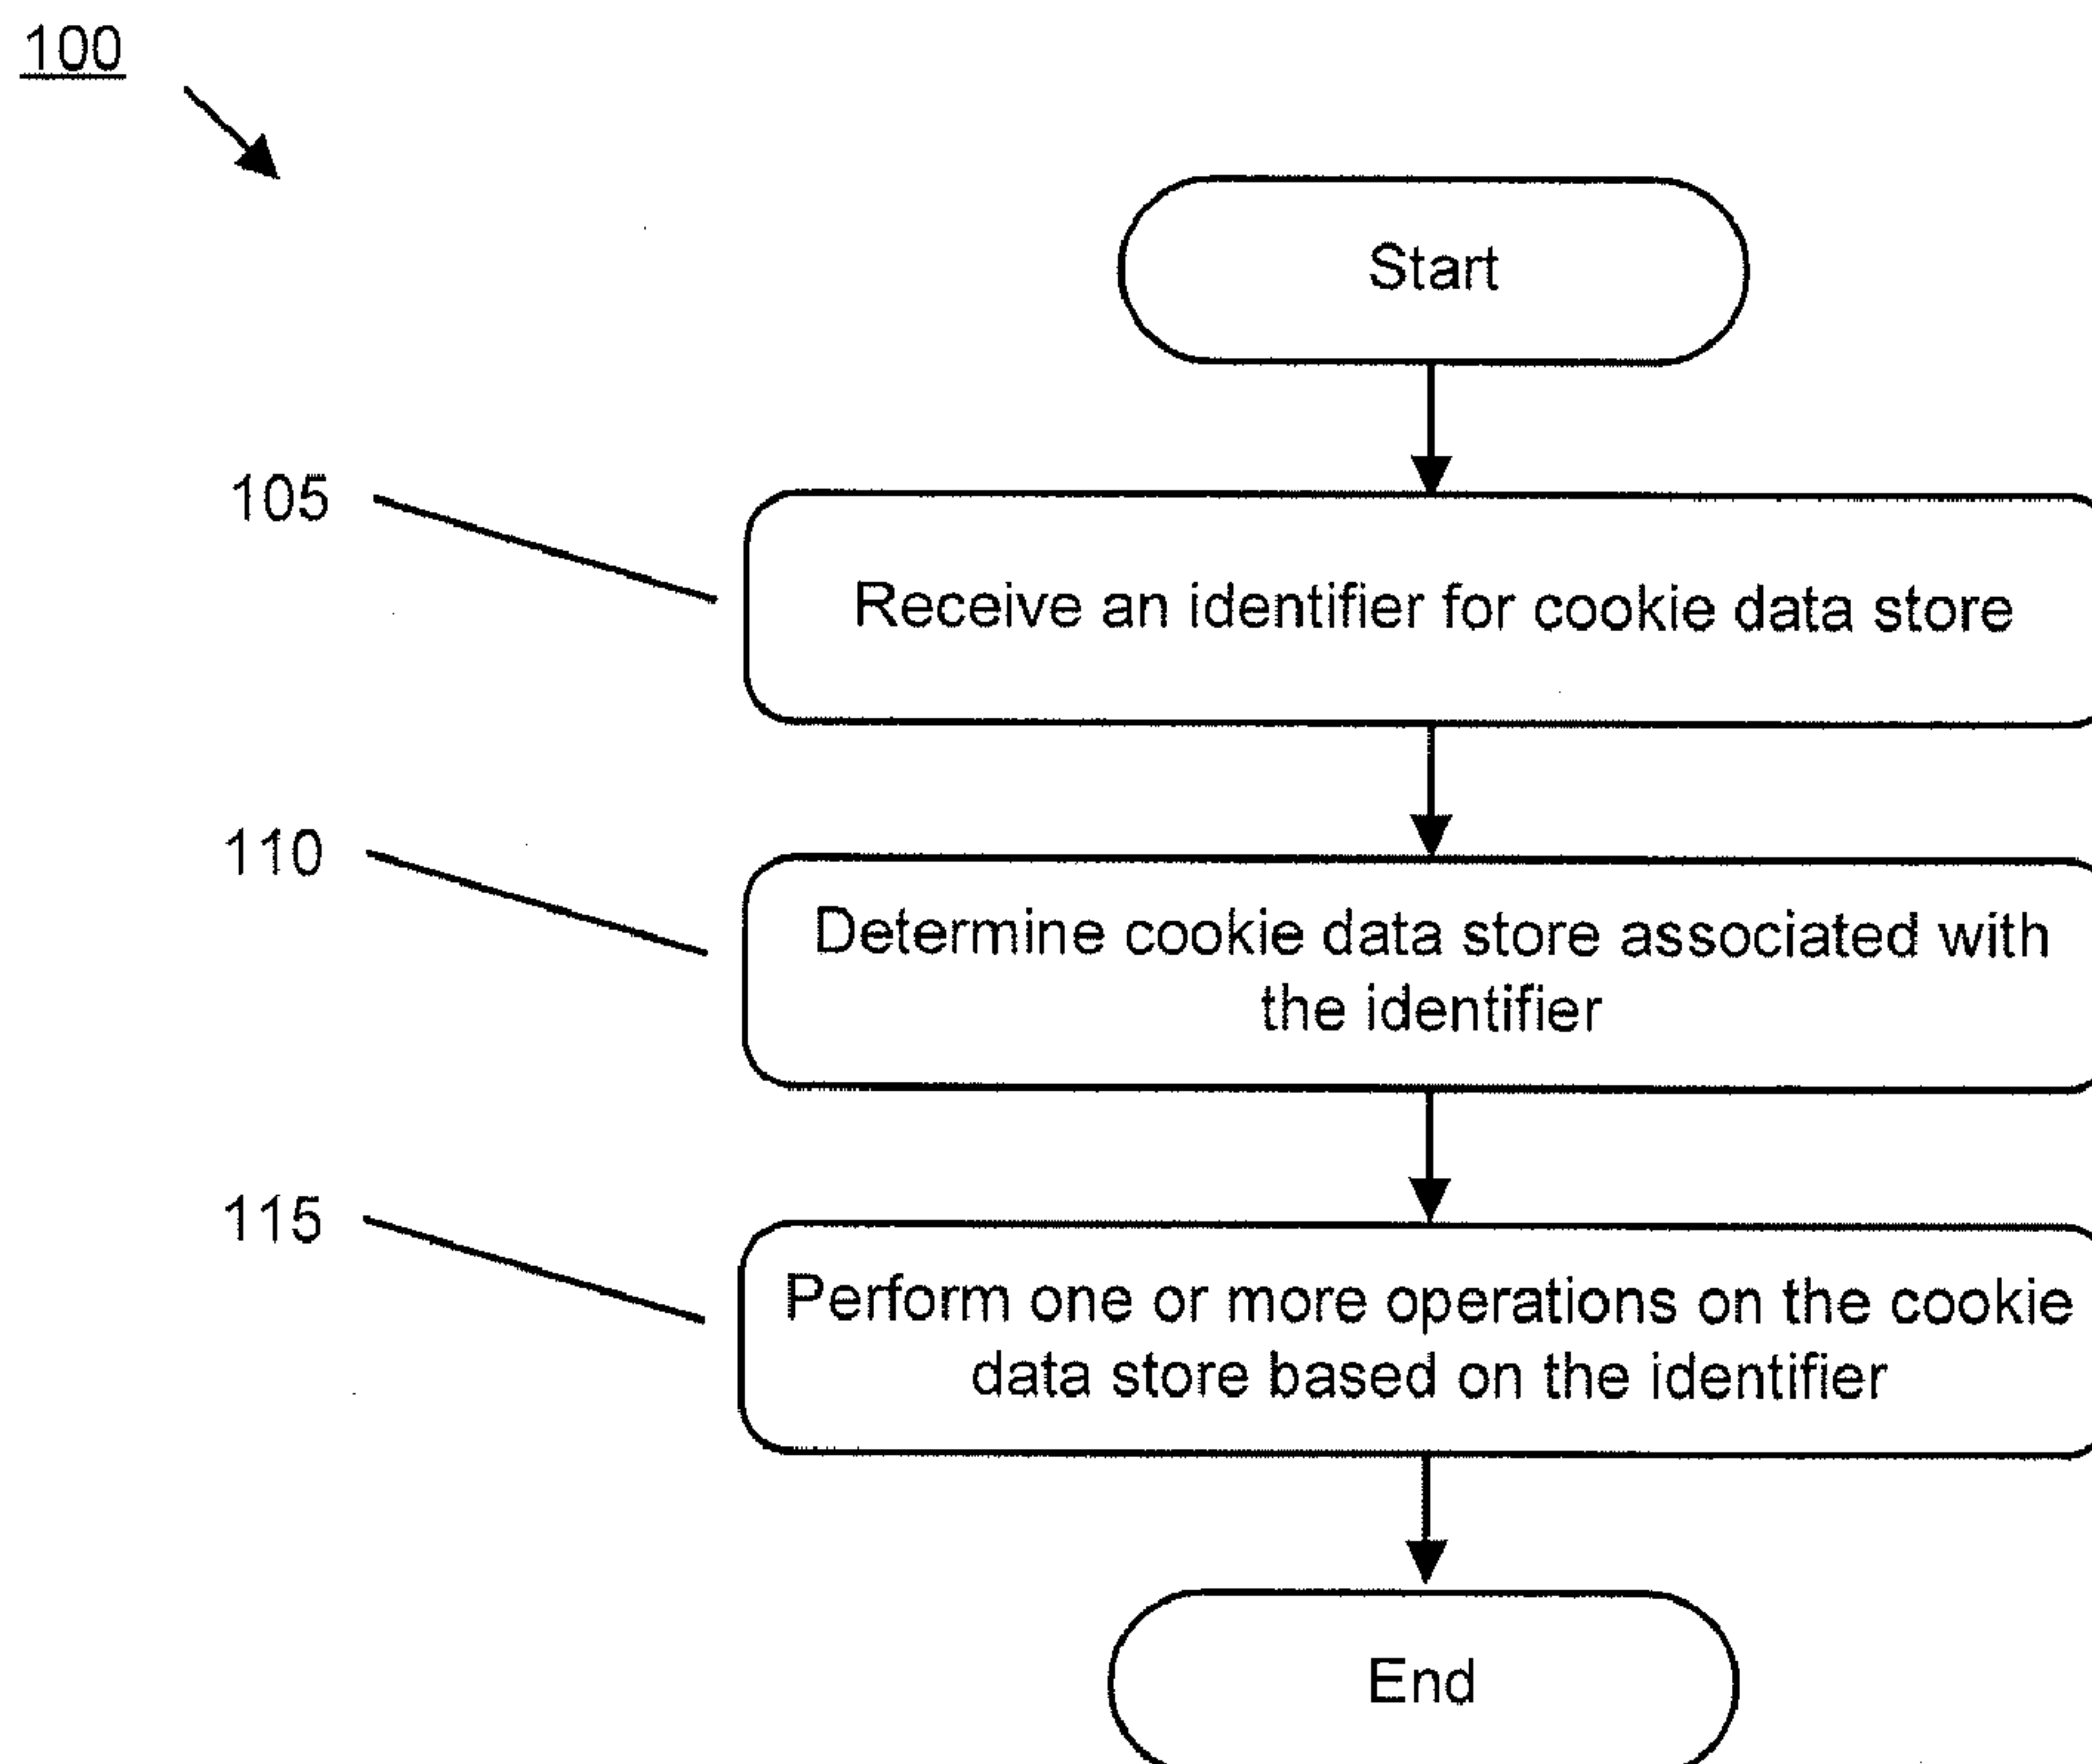 100
Start
105
Receive an identifier for cookie data store
110
Determine cookie data store associated with
the identifier
115
Perform one or more operations on the cookie
data store based on the identifier
End